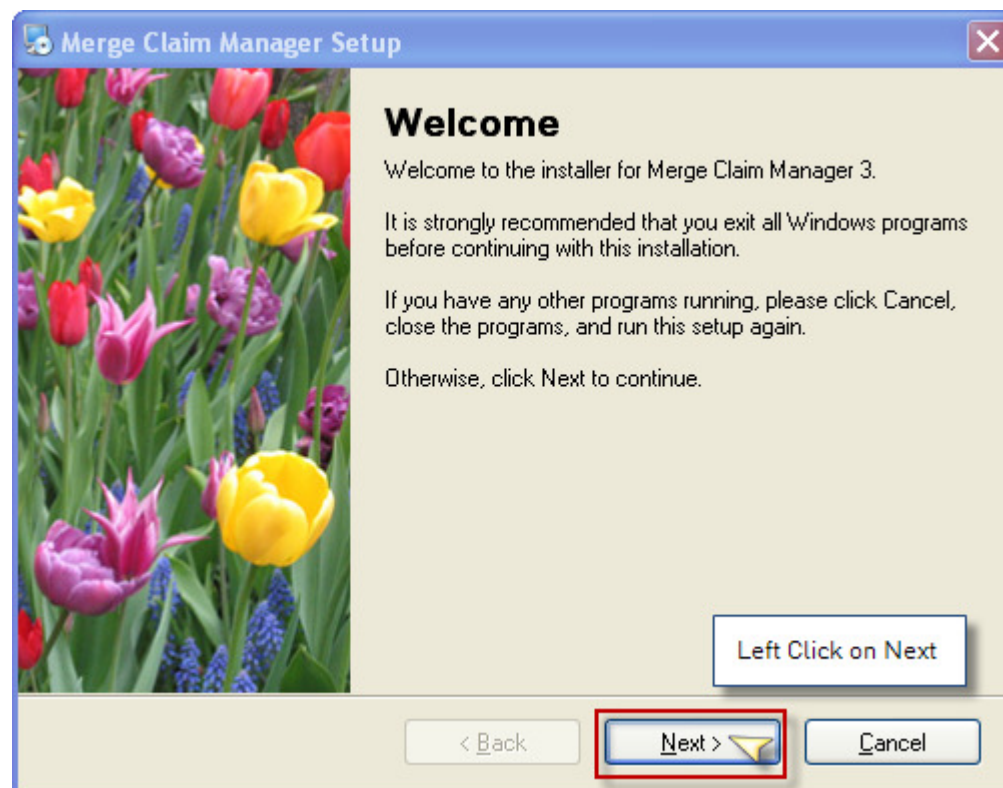 Merge Claim Manager Setup
Welcome
Welcome to the installer for Merge Claim Manager 3.
It is strongly recommended that you exit all Windows programs
before continuing with this installation.
If you have any other programs running, please click Cancel,
close the programs, and run this setup again.
Otherwise, click Next to continue.
Left Click on Next
< Back
Next >
Cancel